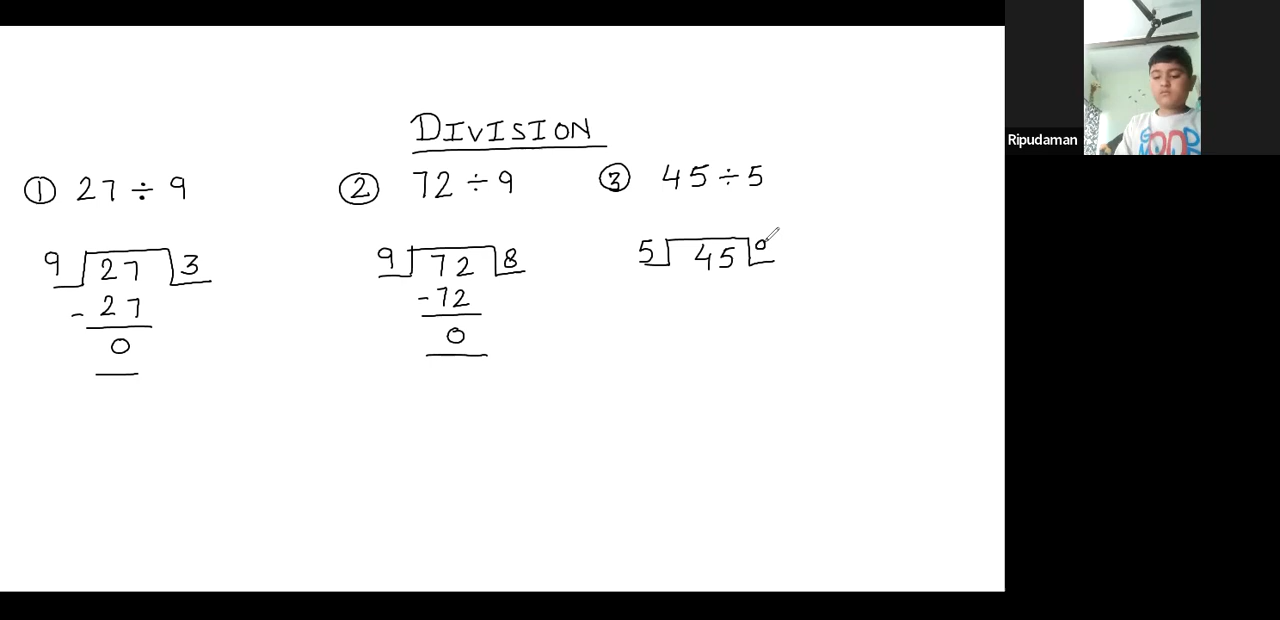 DIVISION
① 27 ÷ 9
② 72 ÷ 9
③ 45 ÷ 5
9 27 3
- 27
0
9 72 8
- 72
0
5 45
Ripudaman